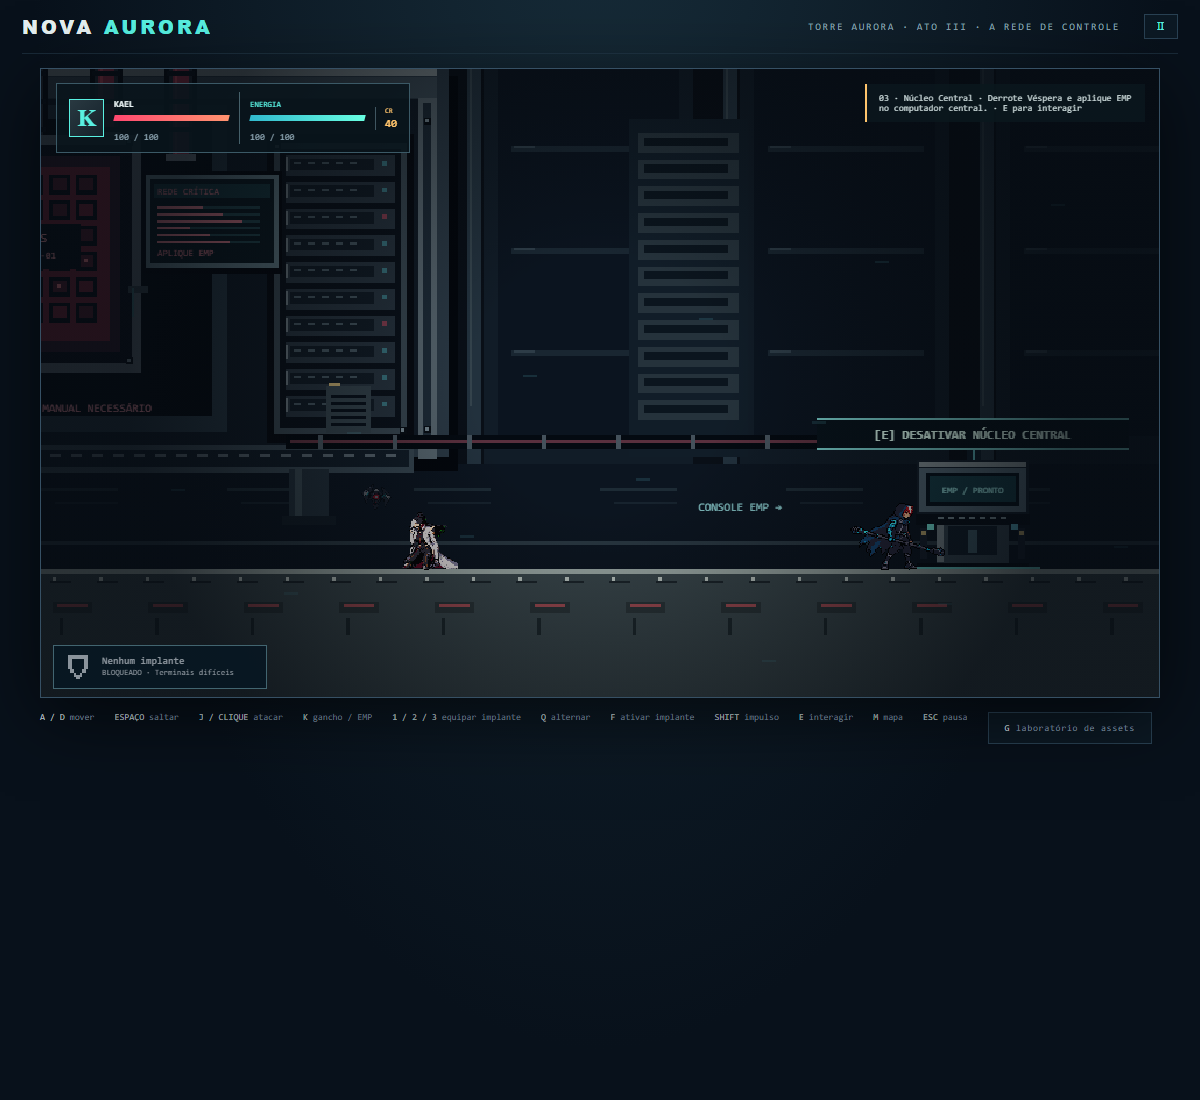 NOVA AURORA
TORRE AURORA · ATO III · A REDE DE CONTROLE
II
K
KAEL
100 / 100
ENERGIA
100 / 100
CR
40
03 · Núcleo Central · Derrote Véspera e aplique EMP
no computador central. · E para interagir
REDE CRÍTICA
APLIQUE EMP
S
-01
MANUAL NECESSÁRIO
[E] DESATIVAR NÚCLEO CENTRAL
EMP / PRONTO
CONSOLE EMP →
Nenhum implante
BLOQUEADO · Terminais difíceis
A / D mover ESPAÇO saltar J / CLIQUE atacar K gancho / EMP 1 / 2 / 3 equipar implante Q alternar F ativar implante SHIFT impulso E interagir M mapa ESC pausa
G laboratório de assets